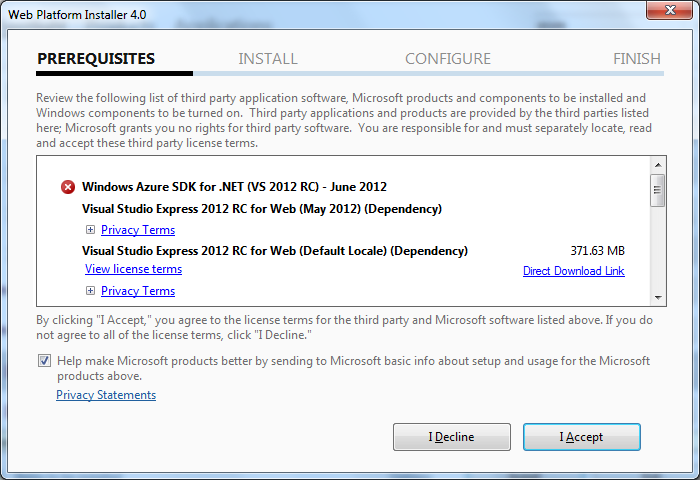 Web Platform Installer 4.0
PREREQUISITES INSTALL CONFIGURE FINISH
Review the following list of third party application software, Microsoft products and components to be installed and
Windows components to be turned on.  Third party applications and products are provided by the third parties listed
here; Microsoft grants you no rights for third party software.  You are responsible for and must separately locate, read
and accept these third party license terms.
Windows Azure SDK for .NET (VS 2012 RC) - June 2012
Visual Studio Express 2012 RC for Web (May 2012) (Dependency)
Privacy Terms
Visual Studio Express 2012 RC for Web (Default Locale) (Dependency) 371.63 MB
View license terms Direct Download Link
Privacy Terms
By clicking "I Accept," you agree to the license terms for the third party and Microsoft software listed above. If you do
not agree to all of the license terms, click "I Decline."
Help make Microsoft products better by sending to Microsoft basic info about setup and usage for the Microsoft
products above.
Privacy Statements
I Decline I Accept